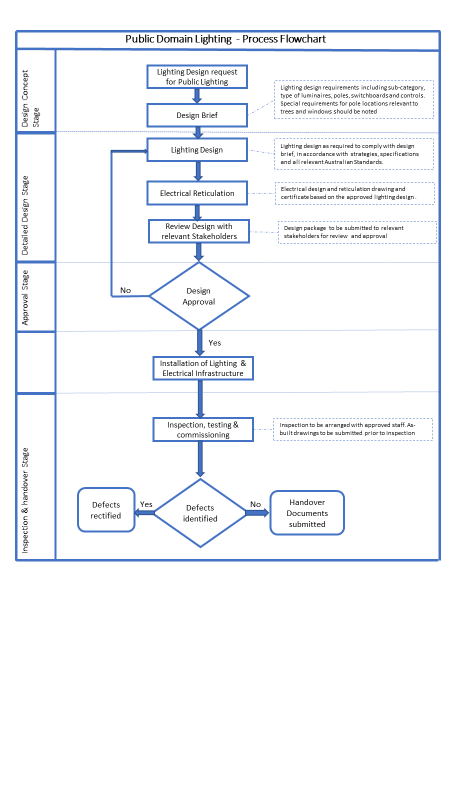 Public Domain Lighting - Process Flowchart
Design Concept
Stage
Lighting Design request
for Public Lighting
Design Brief
Lighting design requirements including sub-category,
type of luminaires, poles, switchboards and controls.
Special requirements for pole locations relevant to
trees and windows should be noted
Detailed Design Stage
Lighting Design
Lighting design as required to comply with design
brief, in accordance with strategies, specifications
and all relevant Australian Standards.
Electrical Reticulation
Electrical design and reticulation drawing and
certificate based on the approved lighting design.
Review Design with
relevant Stakeholders
Design package to be submitted to relevant
stakeholders for review and approval
Approval Stage
No
Design
Approval
Yes
Installation of Lighting &
Electrical Infrastructure
Inspection & handover Stage
Inspection, testing &
commissioning
Inspection to be arranged with approved staff. As-
built drawings to be submitted prior to inspection
Defects
rectified
Yes
Defects
identified
No
Handover
Documents
submitted